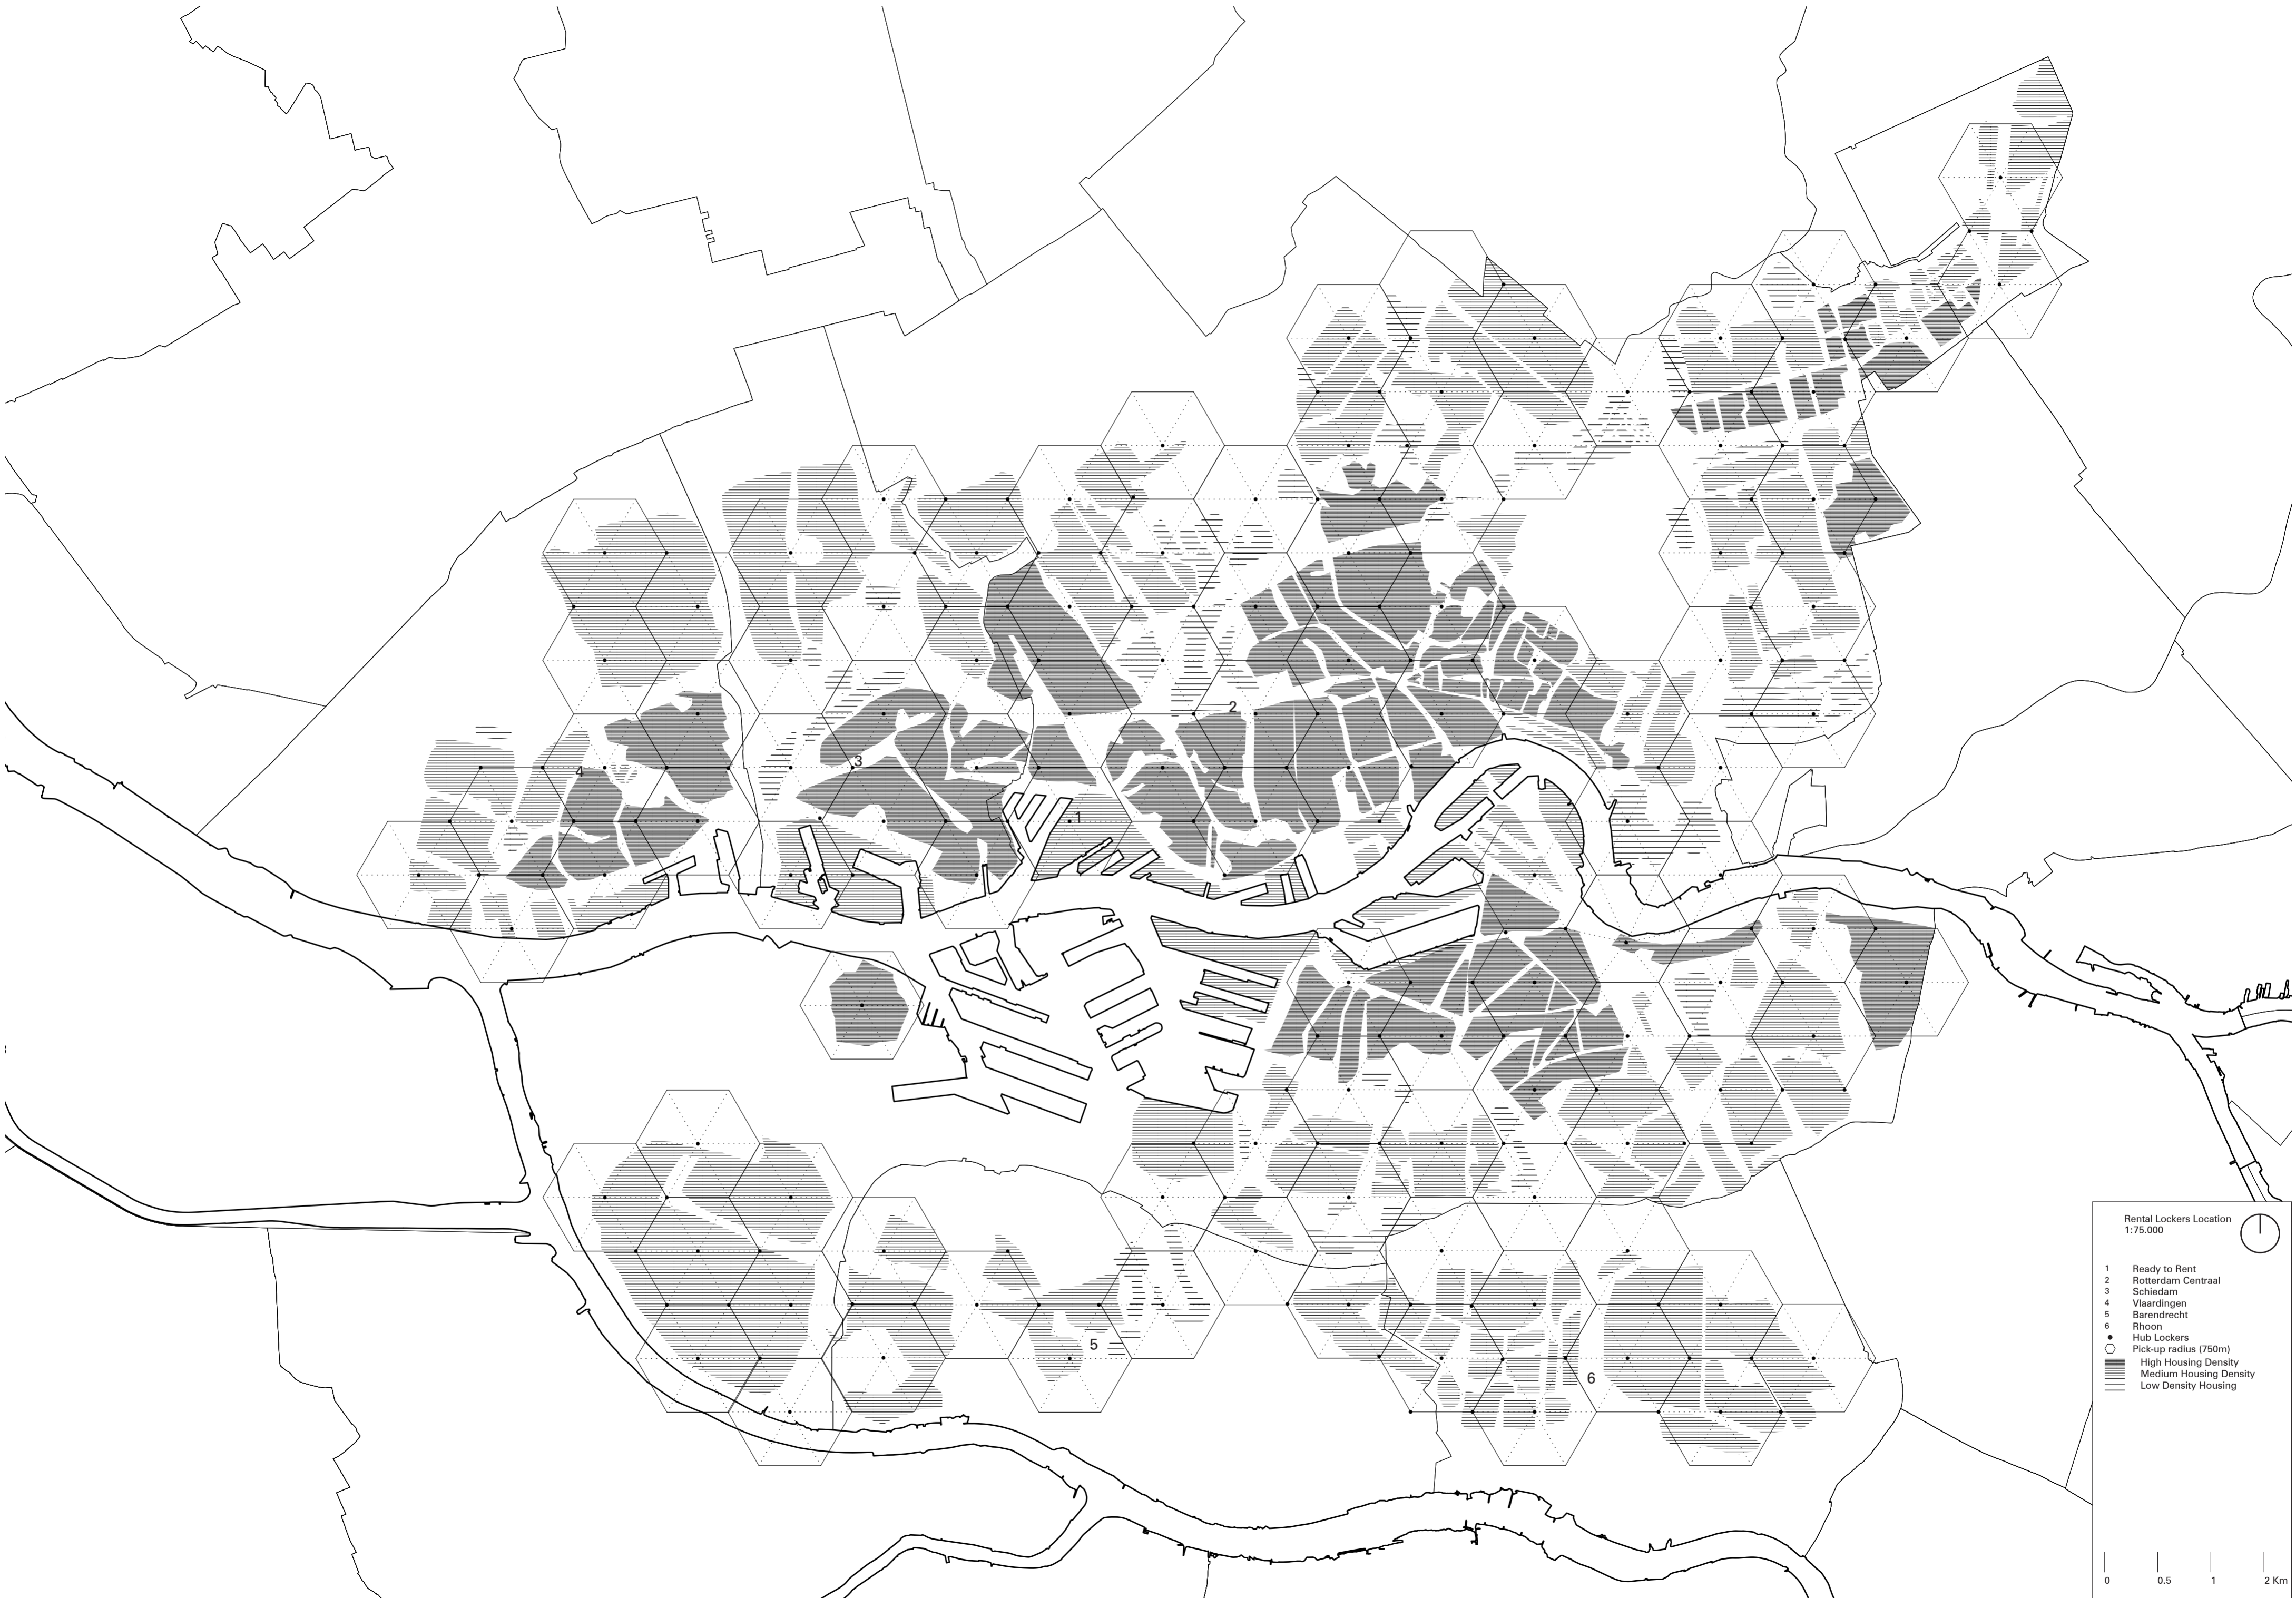 2
3
4
1
5
6
Rental Lockers Location
1:75.000
1 Ready to Rent
2 Rotterdam Centraal
3 Schiedam
4 Vlaardingen
5 Barendrecht
6 Rhoon
Hub Lockers
Pick-up radius (750m)
High Housing Density
Medium Housing Density
Low Density Housing
0 0.5 1 2 Km